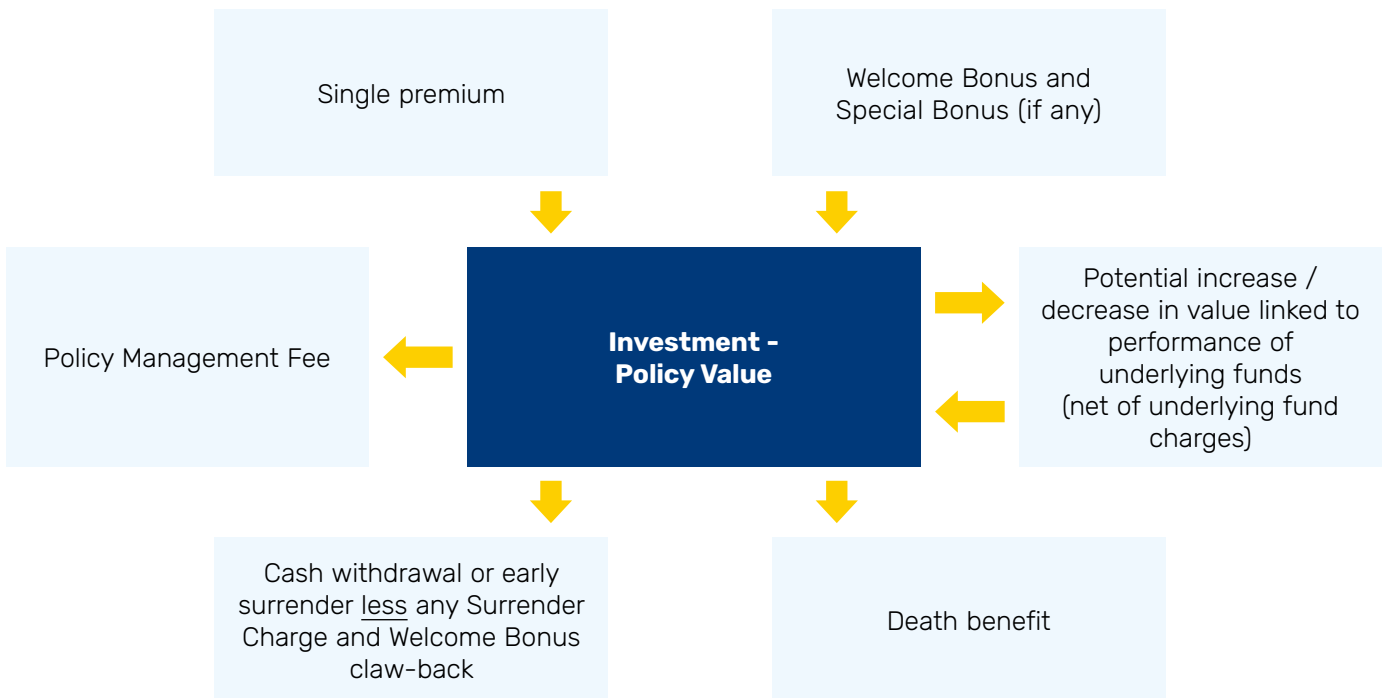 Single premium
Welcome Bonus and
Special Bonus (if any)
Policy Management Fee
Investment -
Policy Value
Potential increase /
decrease in value linked to
performance of
underlying funds
(net of underlying fund
charges)
Cash withdrawal or early
surrender less any Surrender
Charge and Welcome Bonus
claw-back
Death benefit